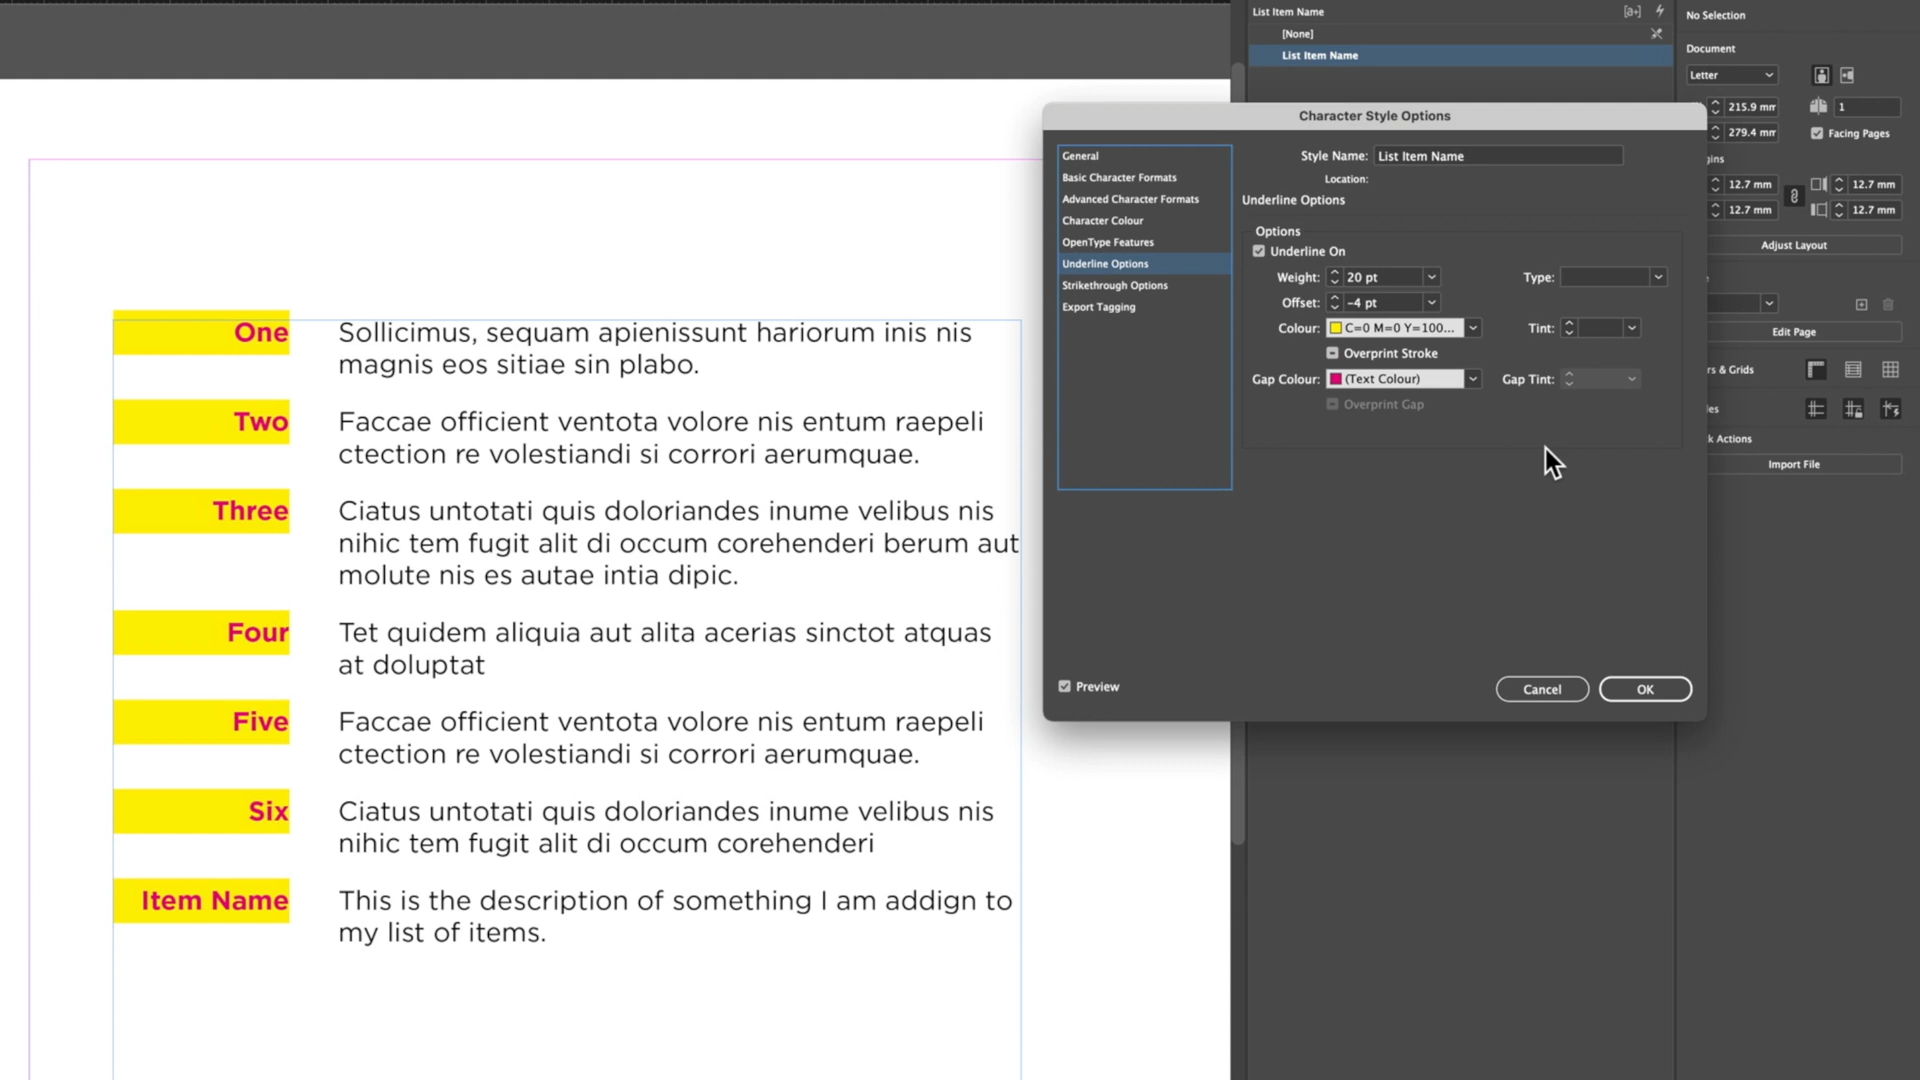 One Sollicimus, sequam apienissunt hariorum inis nis
magnis eos sitiae sin plabo.
Two Faccae officient ventota volore nis entum raepeli
ctection re volestiandi si corrori aerumquae.
Three Ciatus untotati quis doloriandes inume velibus nis
nihic tem fugit alit di occum corehenderi berum aut
molute nis es autae intia dipic.
Four Tet quidem aliquia aut alita acerias sinctot atquas
at doluptat
Five Faccae officient ventota volore nis entum raepeli
ctection re volestiandi si corrori aerumquae.
Six Ciatus untotati quis doloriandes inume velibus nis
nihic tem fugit alit di occum corehenderi
Item Name This is the description of something I am addign to
my list of items.
List Item Name
[None]
List Item Name
Character Style Options
General
Basic Character Formats
Advanced Character Formats
Character Colour
OpenType Features
Underline Options
Strikethrough Options
Export Tagging
Style Name: List Item Name
Location:
Underline Options
Options
Underline On
Weight: 20 pt Type:
Offset: -4 pt
Colour: C=0 M=0 Y=100... Tint:
Overprint Stroke
Gap Colour: (Text Colour) Gap Tint:
Overprint Gap
Preview
Cancel OK
No Selection
Document
Letter
215.9 mm 1
279.4 mm Facing Pages
gins
12.7 mm 12.7 mm
12.7 mm 12.7 mm
Adjust Layout
Edit Page
rs & Grids
les
k Actions
Import File